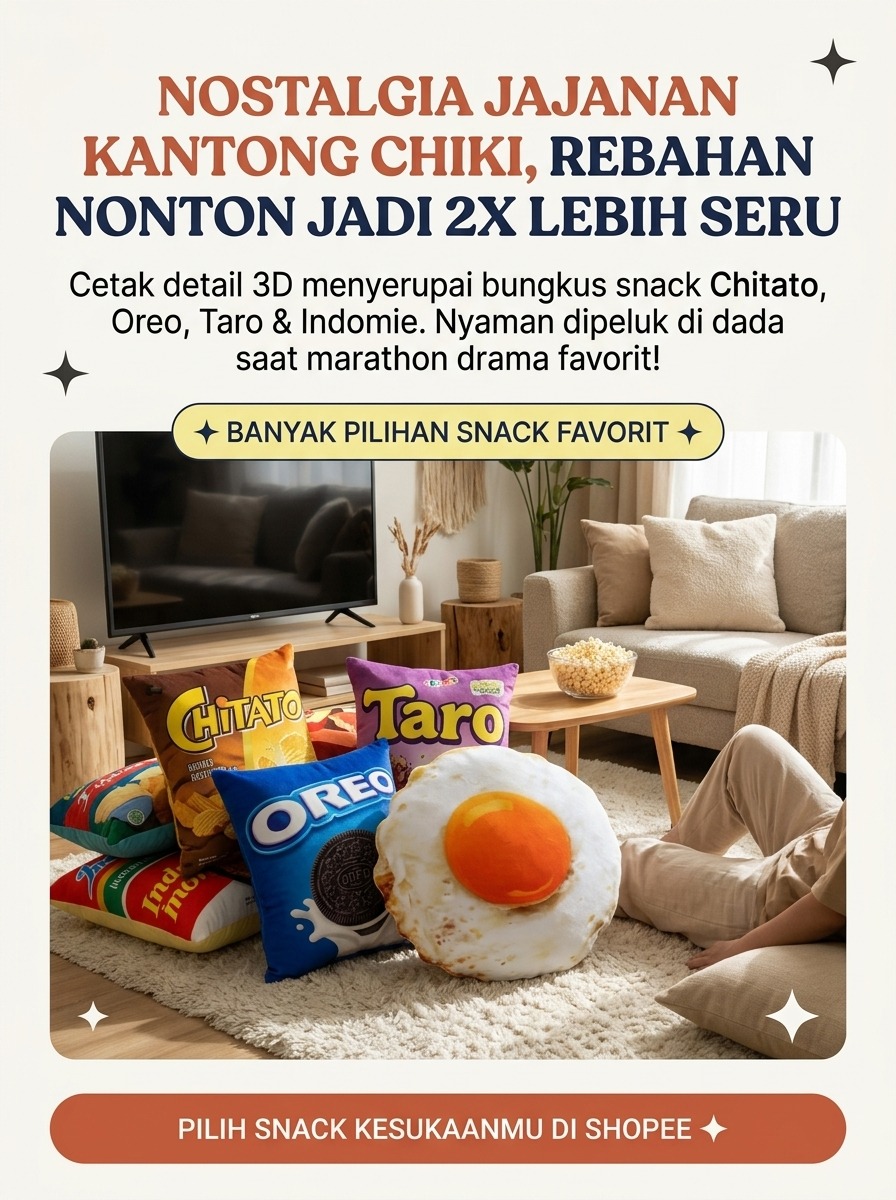 NOSTALGIA JAJANAN
KANTONG CHIKI, REBAHAN
NONTON JADI 2X LEBIH SERU
Cetak detail 3D menyerupai bungkus snack Chitato,
Oreo, Taro & Indomie. Nyaman dipeluk di dada
saat marathon drama favorit!
BANYAK PILIHAN SNACK FAVORIT
CHITATO
Taro
OREO
PILIH SNACK KESUKAANMU DI SHOPEE